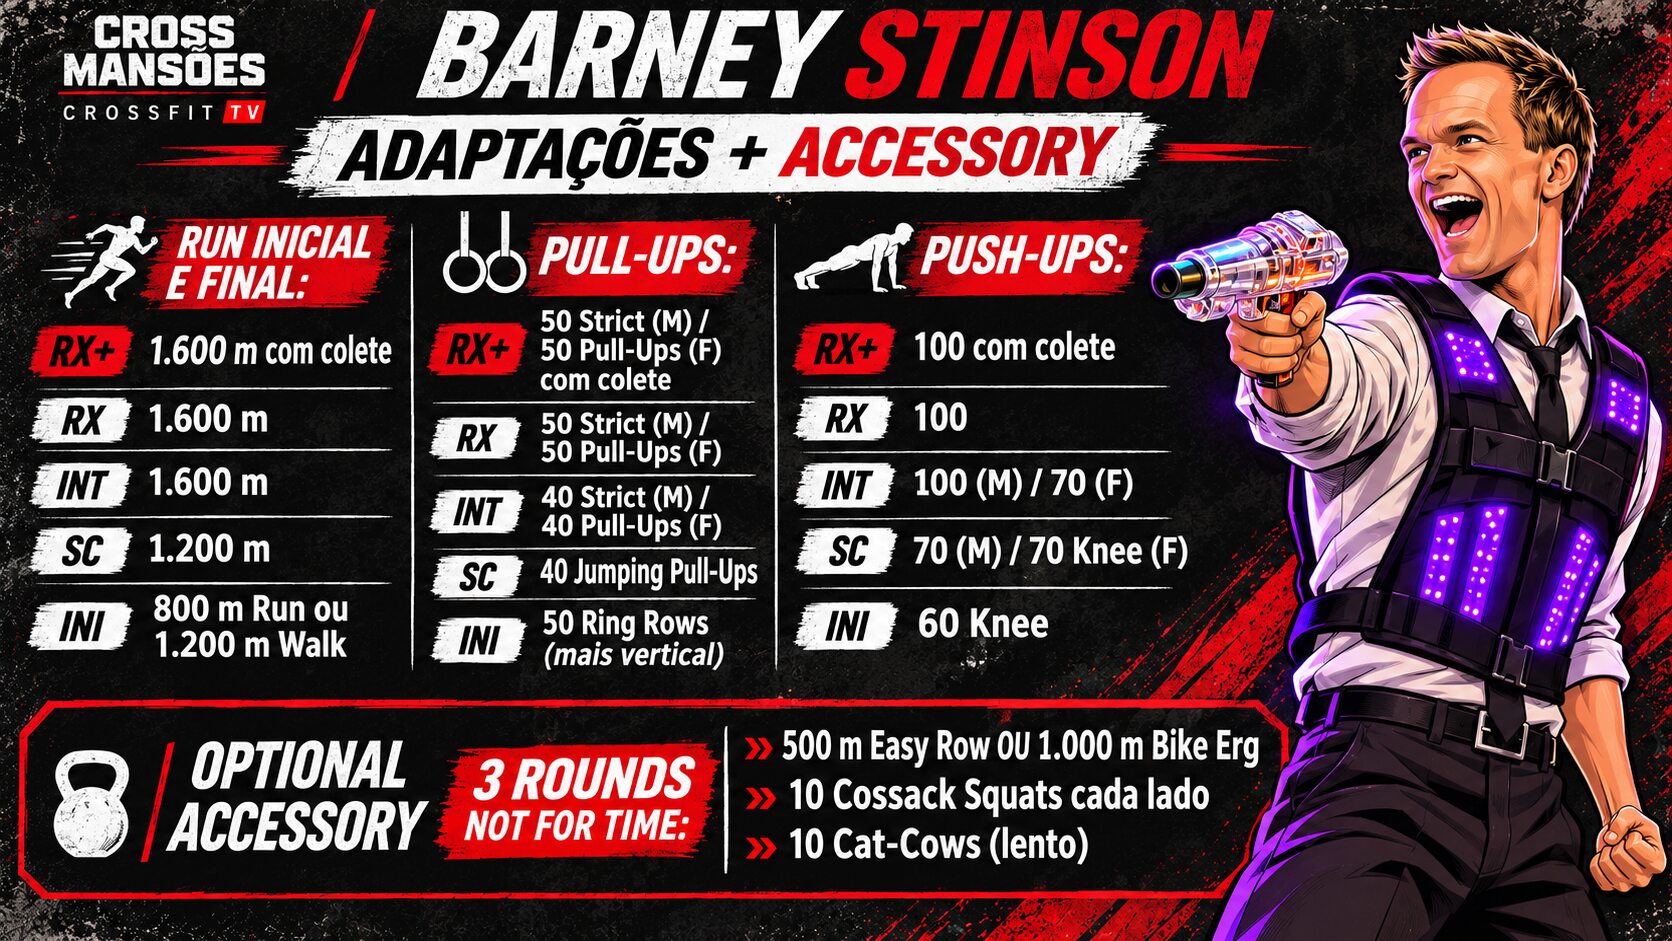 CROSS
MANSÕES
CROSSFIT TV
BARNEY STINSON
ADAPTAÇÕES + ACCESSORY
RUN INICIAL
E FINAL:
RX+ 1.600 m com colete
RX 1.600 m
INT 1.600 m
SC 1.200 m
INI 800 m Run ou
1.200 m Walk
PULL-UPS:
RX+ 50 Strict (M) /
50 Pull-Ups (F)
com colete
RX 50 Strict (M) /
50 Pull-Ups (F)
INT 40 Strict (M) /
40 Pull-Ups (F)
SC 40 Jumping Pull-Ups
INI 50 Ring Rows
(mais vertical)
PUSH-UPS:
RX+ 100 com colete
RX 100
INT 100 (M) / 70 (F)
SC 70 (M) / 70 Knee (F)
INI 60 Knee
OPTIONAL
ACCESSORY
3 ROUNDS
NOT FOR TIME:
» 500 m Easy Row OU 1.000 m Bike Erg
» 10 Cossack Squats cada lado
» 10 Cat-Cows (lento)